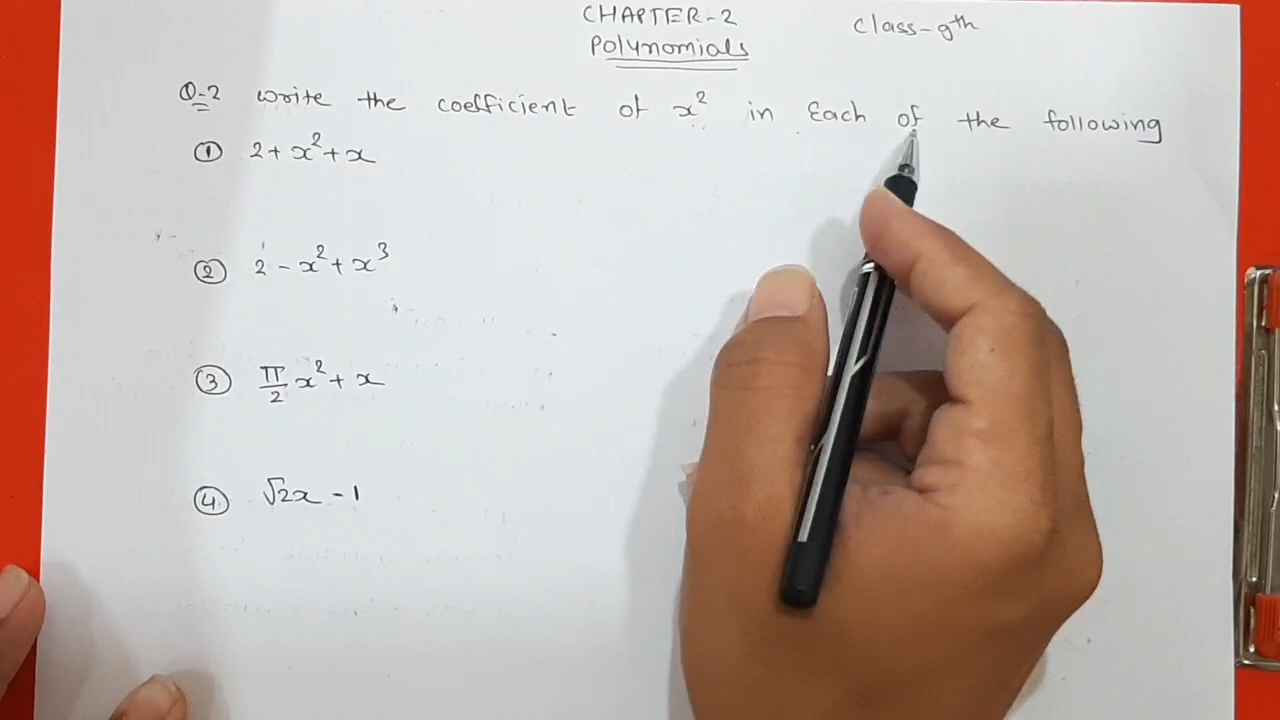 CHAPTER-2 Class-9th
Polynomials
Q-2 Write the coefficient of x² in Each of the following
① 2 + x² + x
② 2 - x² + x³
③ π/2 x² + x
④ √2x - 1